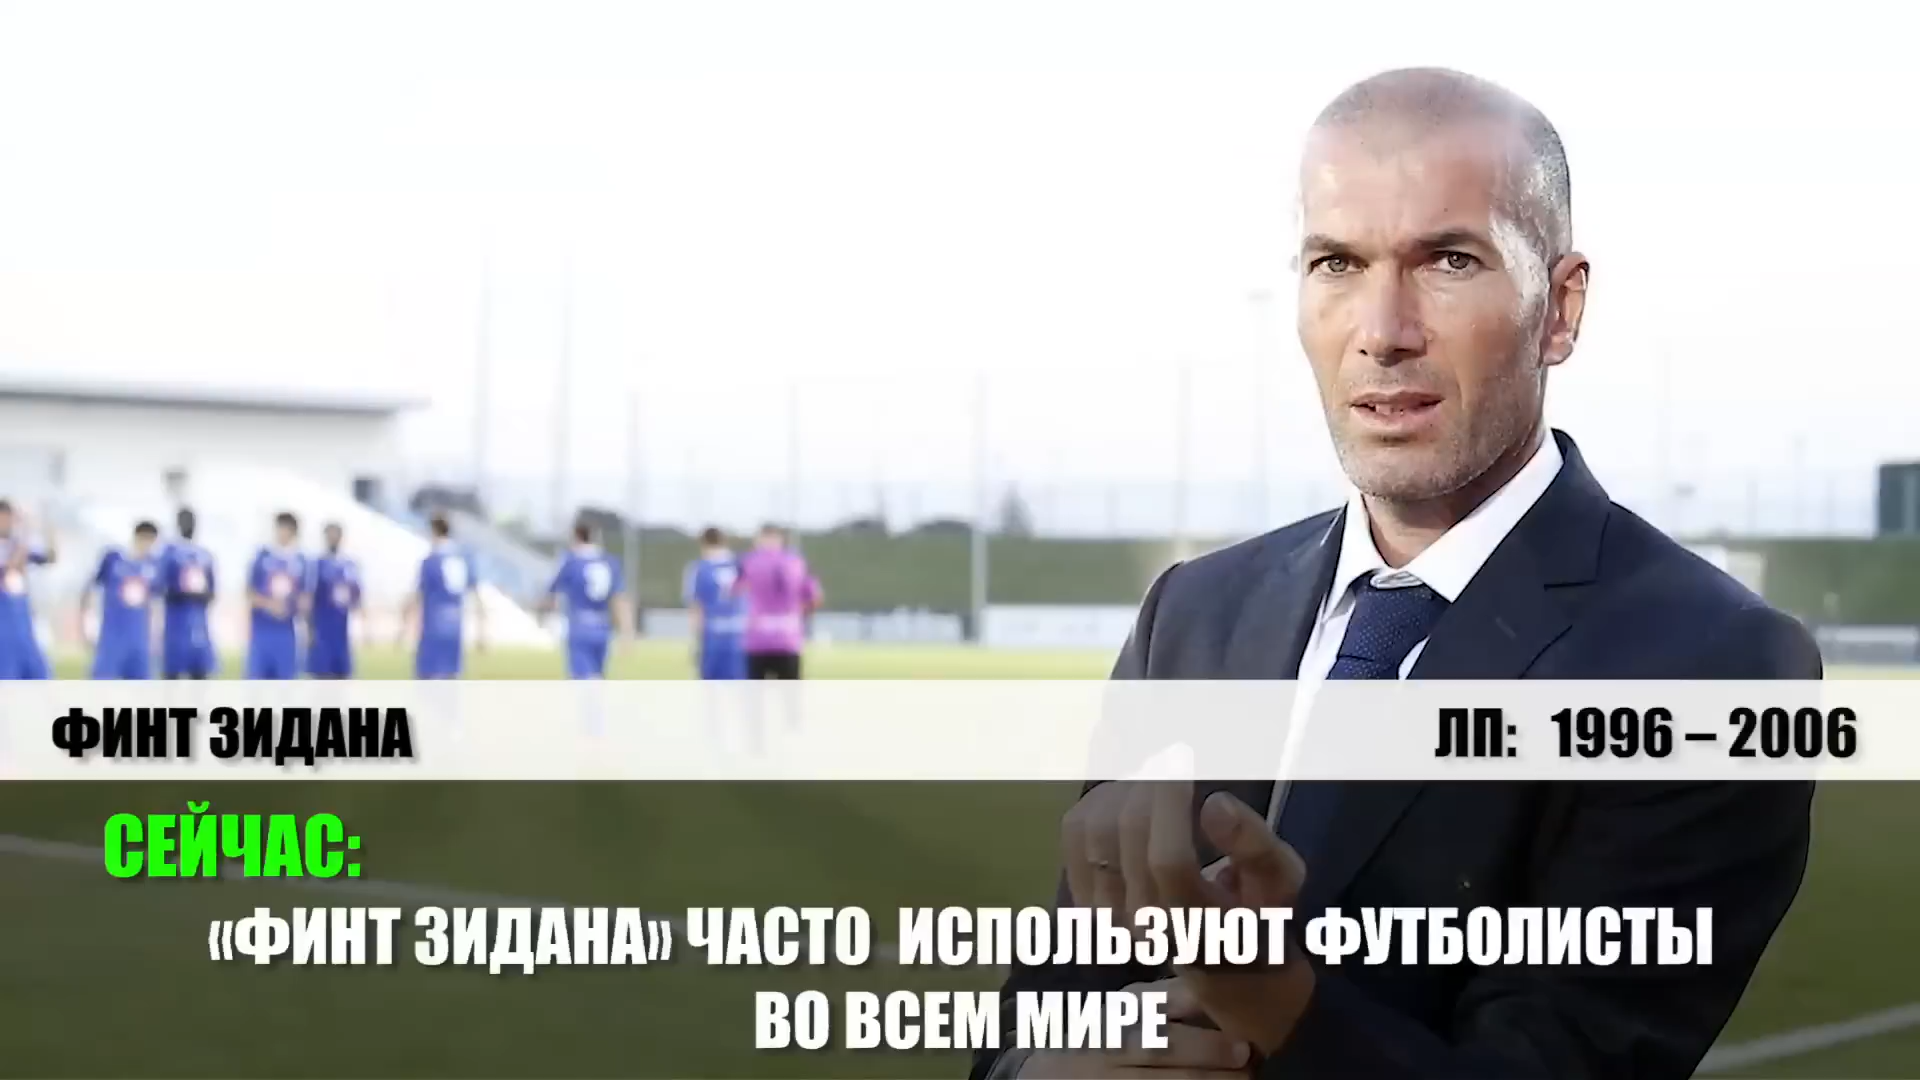 ФИНТ ЗИДАНА
ЛП: 1996 – 2006
СЕЙЧАС:
«ФИНТ ЗИДАНА» ЧАСТО ИСПОЛЬЗУЮТ ФУТБОЛИСТЫ
ВО ВСЕМ МИРЕ